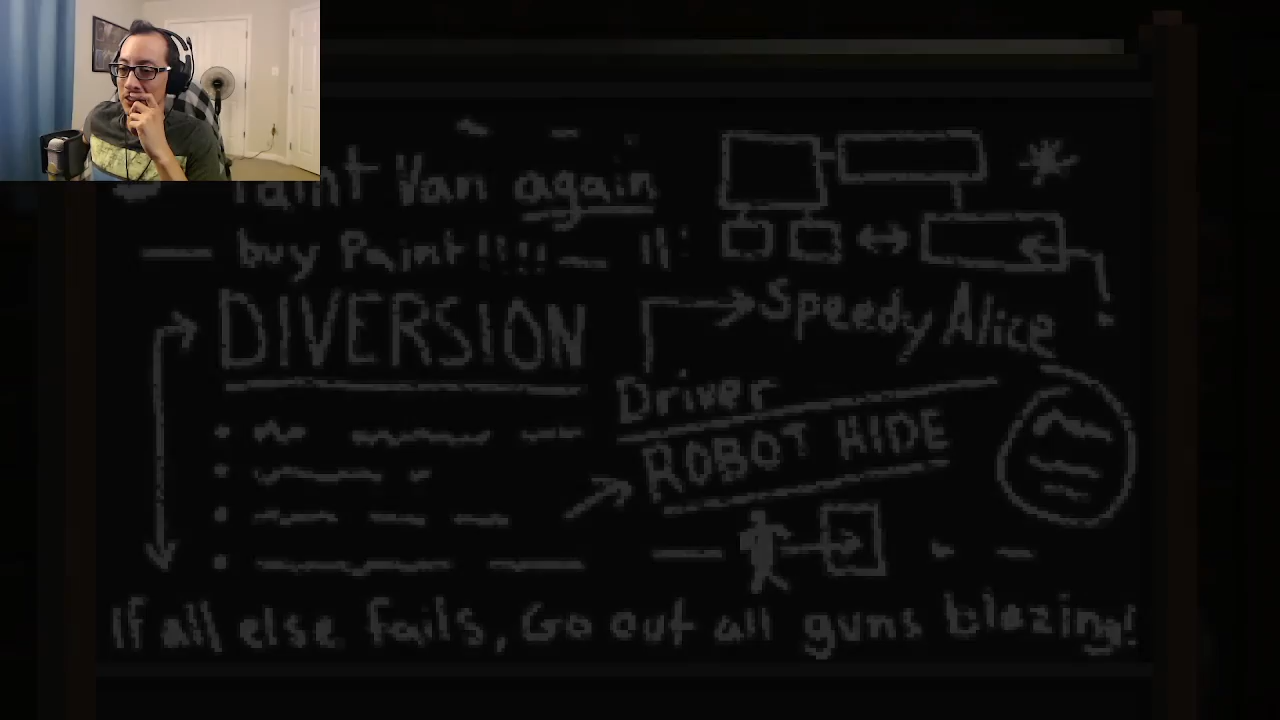 Paint Van again
buy Paint!!!!
DIVERSION
Speedy Alice
Driver
ROBOT HIDE
If all else fails, Go out all guns blazing!